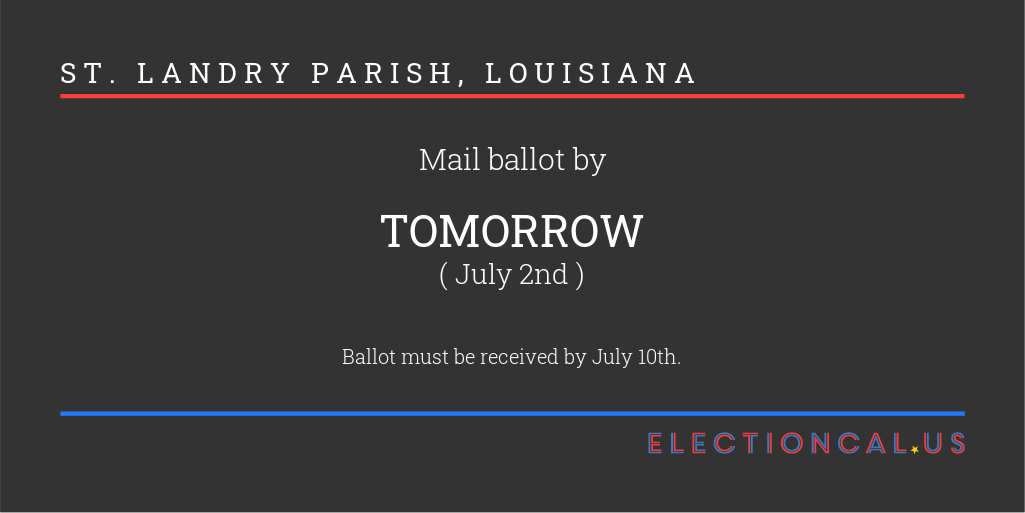 ST. LANDRY PARISH, LOUISIANA
Mail ballot by
TOMORROW
( July 2nd )
Ballot must be received by July 10th.
ELECTIONCAL.US